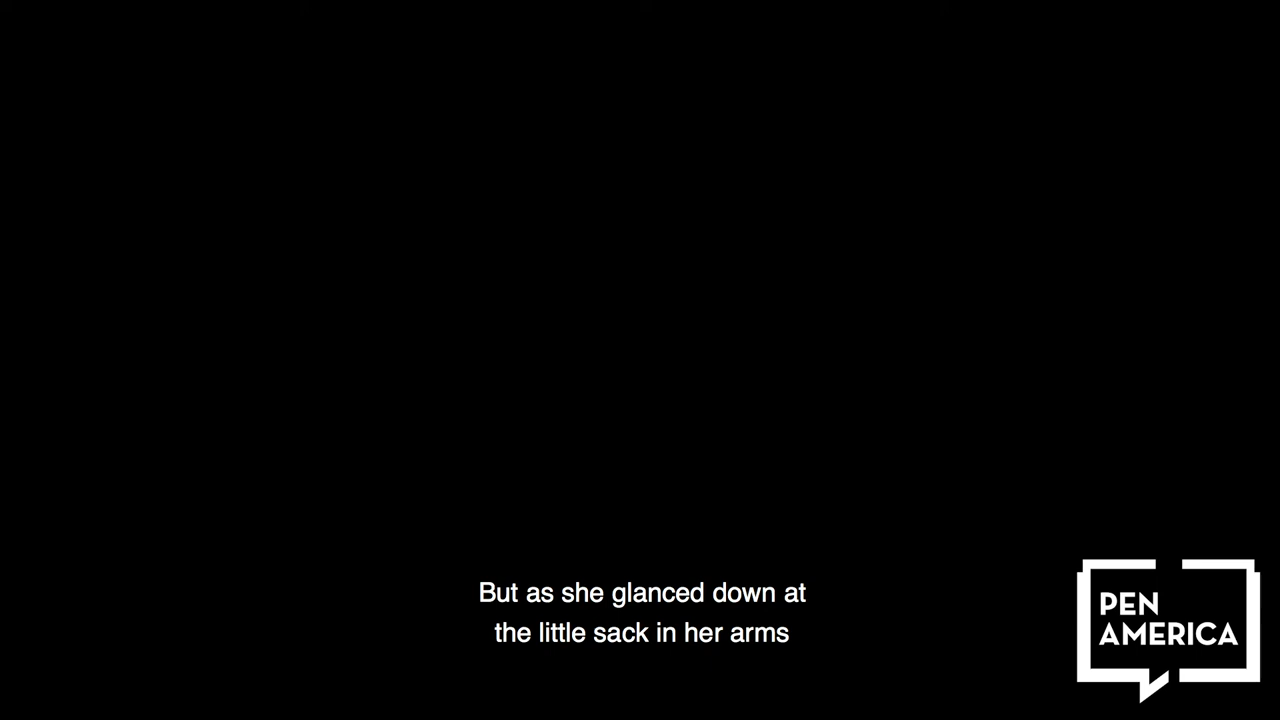 But as she glanced down at
the little sack in her arms
PEN
AMERICA